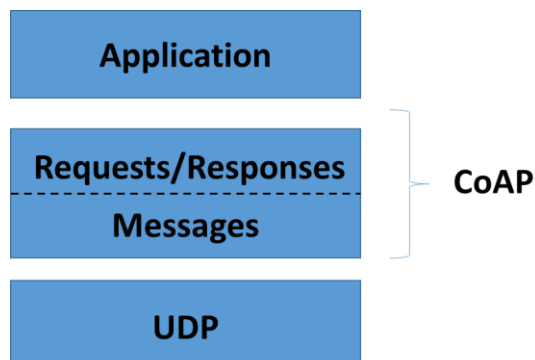 Application
Requests/Responses
CoAP
Messages
UDP